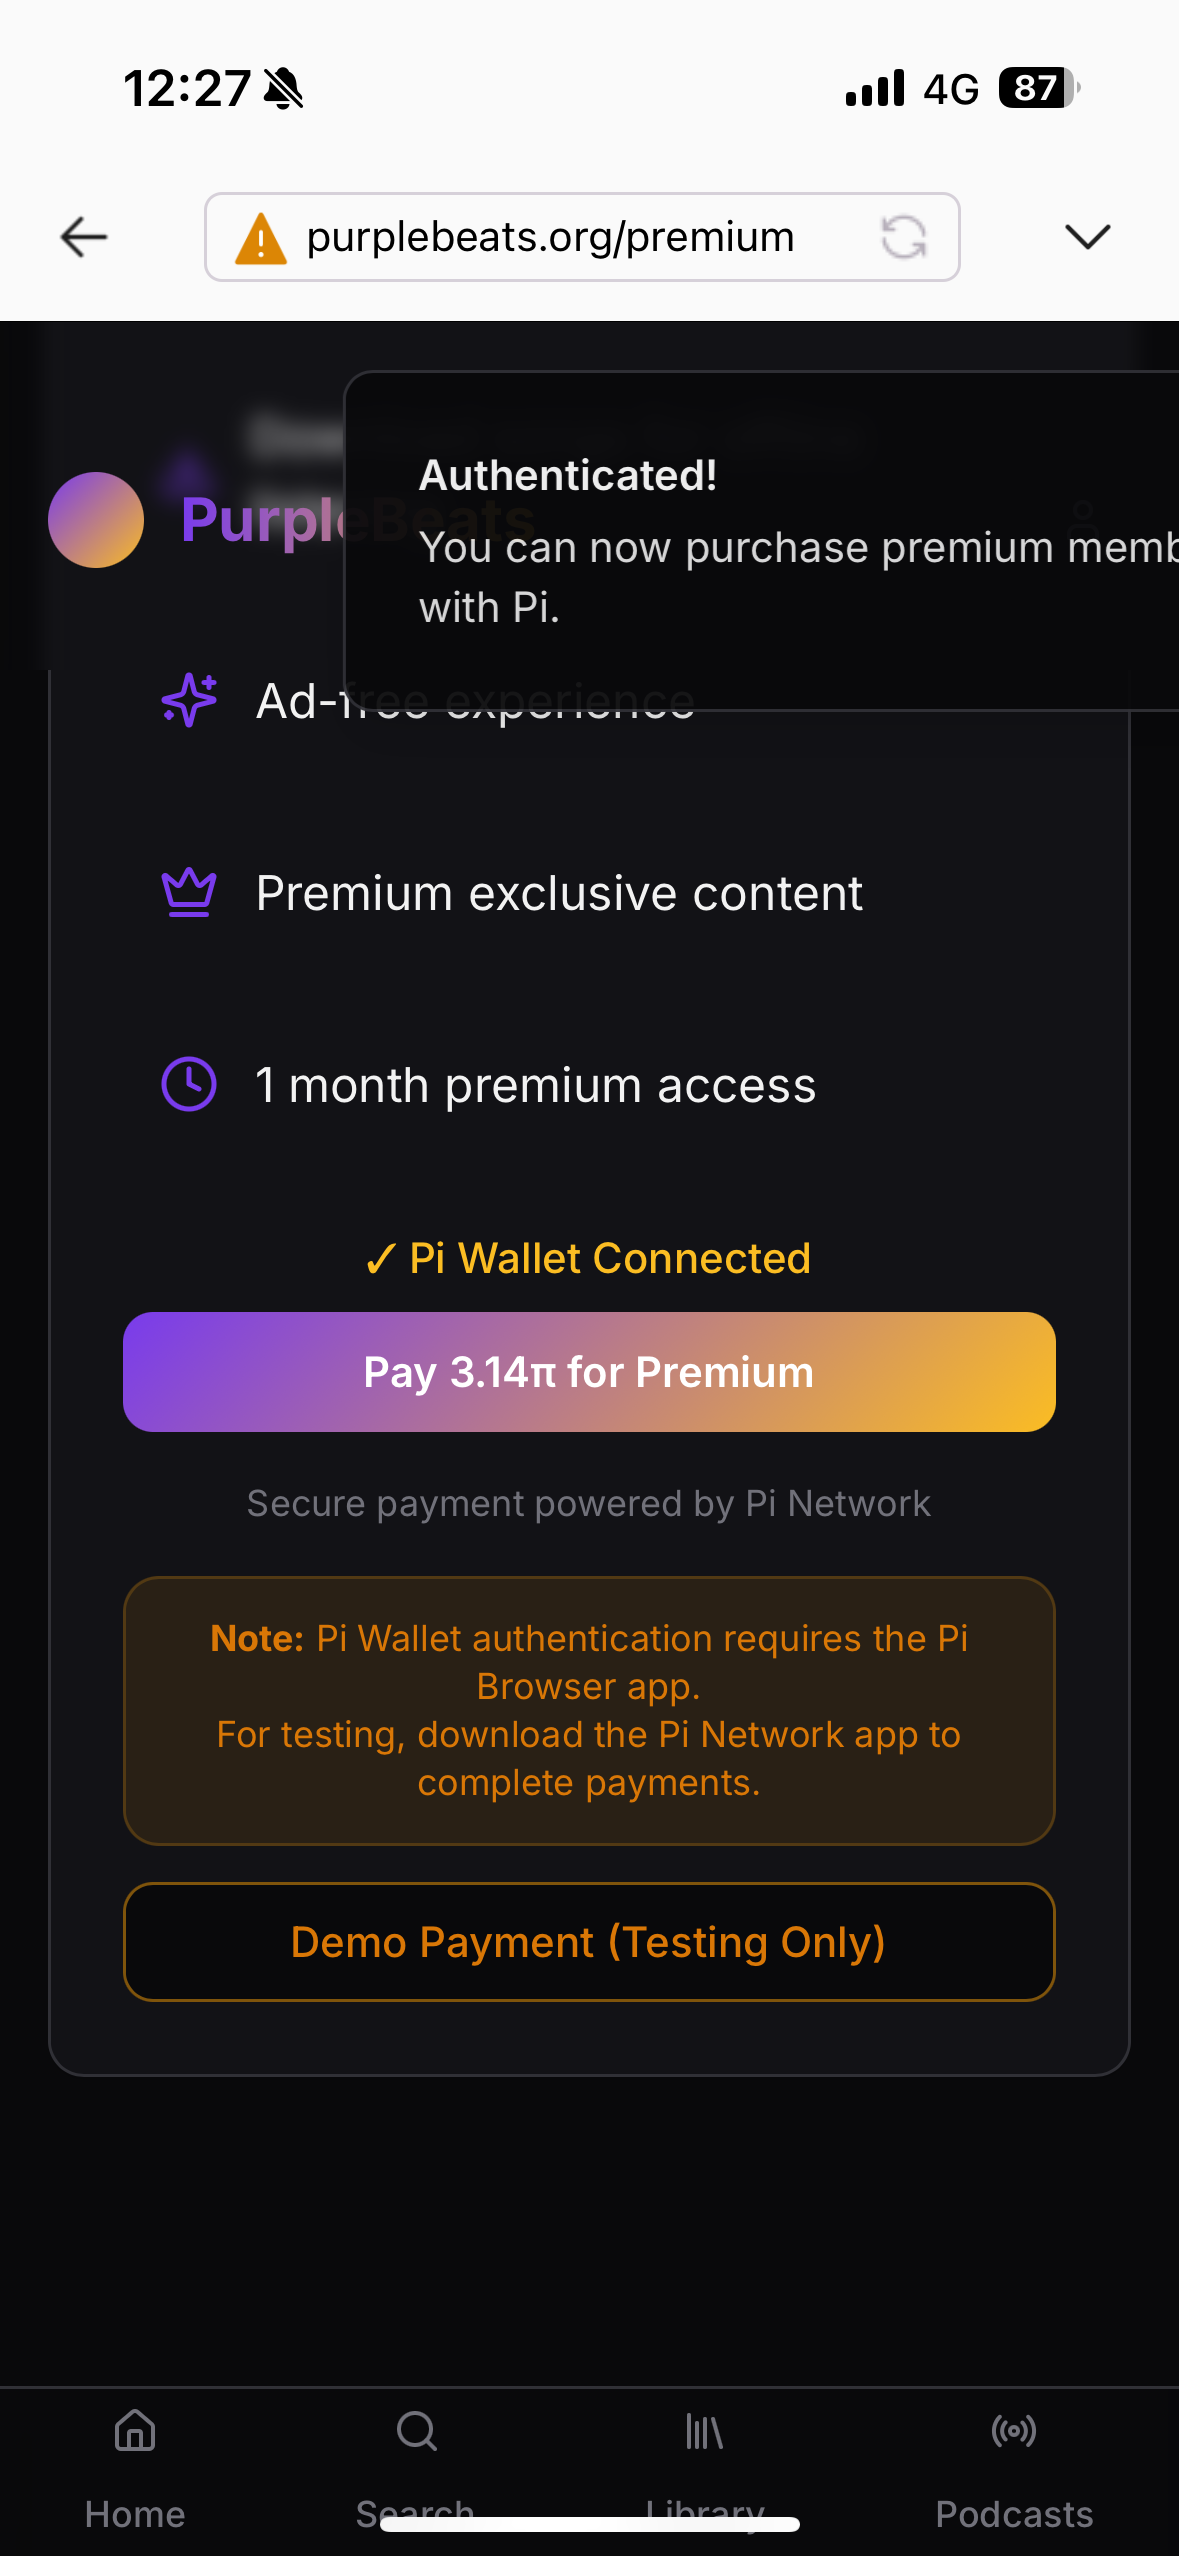 12:27
4G 87
purplebeats.org/premium
Authenticated!
PurpleBeats
You can now purchase premium memb
with Pi.
Ad-free experience
Premium exclusive content
1 month premium access
✓ Pi Wallet Connected
Pay 3.14π for Premium
Secure payment powered by Pi Network
Note: Pi Wallet authentication requires the Pi
Browser app.
For testing, download the Pi Network app to
complete payments.
Demo Payment (Testing Only)
Home Search Library Podcasts